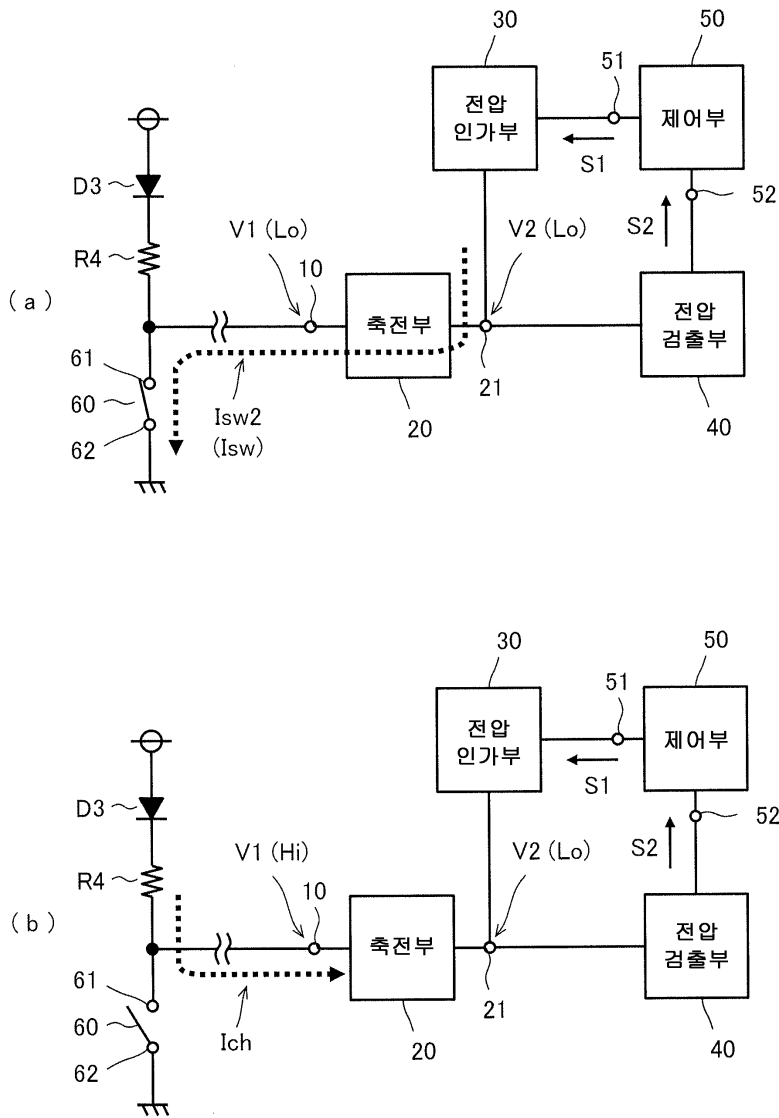 30
50
51
전압
인가부
제어부
S1
52
D3
S2
V1 (Lo)
V2 (Lo)
R4
10
( a )
축전부
전압
검출부
61
21
60
Isw2
(Isw)
20
40
62
30
50
51
전압
인가부
제어부
S1
52
D3
S2
V1 (Hi)
V2 (Lo)
R4
10
( b )
축전부
전압
검출부
61
21
60
Ich
20
40
62